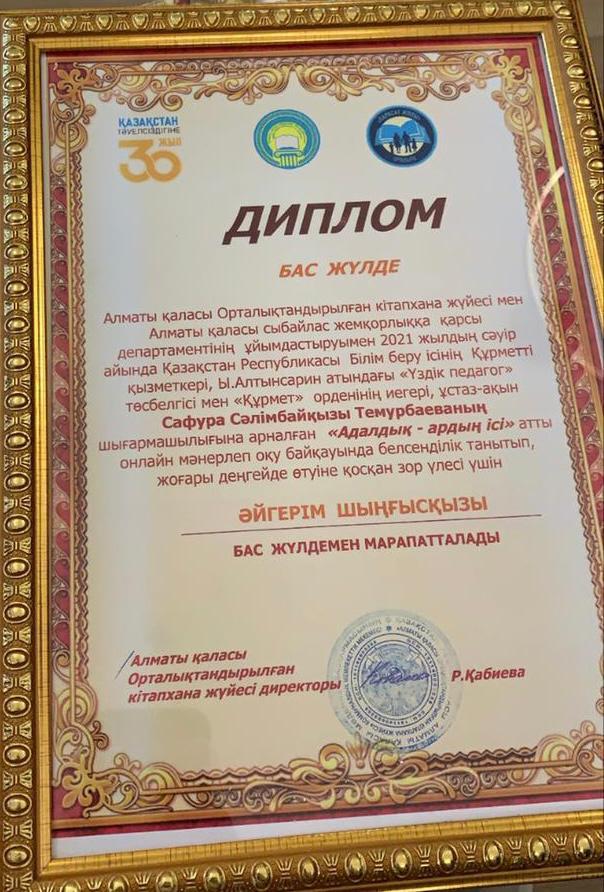 ҚАЗАҚСТАН
ТӘУЕЛСІЗДІГІНЕ
30 ЖЫЛ
ДИПЛОМ
БАС ЖҮЛДЕ
Алматы қаласы Орталықтандырылған кітапхана жүйесі мен
Алматы қаласы сыбайлас жемқорлыққа қарсы
департаментінің ұйымдастыруымен 2021 жылдың сәуір
айында Қазақстан Республикасы Білім беру ісінің Құрметті
қызметкері, Ы.Алтынсарин атындағы «Үздік педагог»
төсбелгісі мен «Құрмет» орденінің иегері, ұстаз-ақын
Сафура Сәлімбайқызы Темурбаеваның
шығармашылығына арналған «Адалдық - ардың ісі» атты
онлайн мәнерлеп оқу байқауында белсенділік танытып,
жоғары деңгейде өтуіне қосқан зор үлесі үшін
ӘЙГЕРІМ ШЫҢҒЫСҚЫЗЫ
БАС ЖҮЛДЕМЕН МАРАПАТТАЛАДЫ
Алматы қаласы
Орталықтандырылған
кітапхана жүйесі директоры
Р.Қабиева